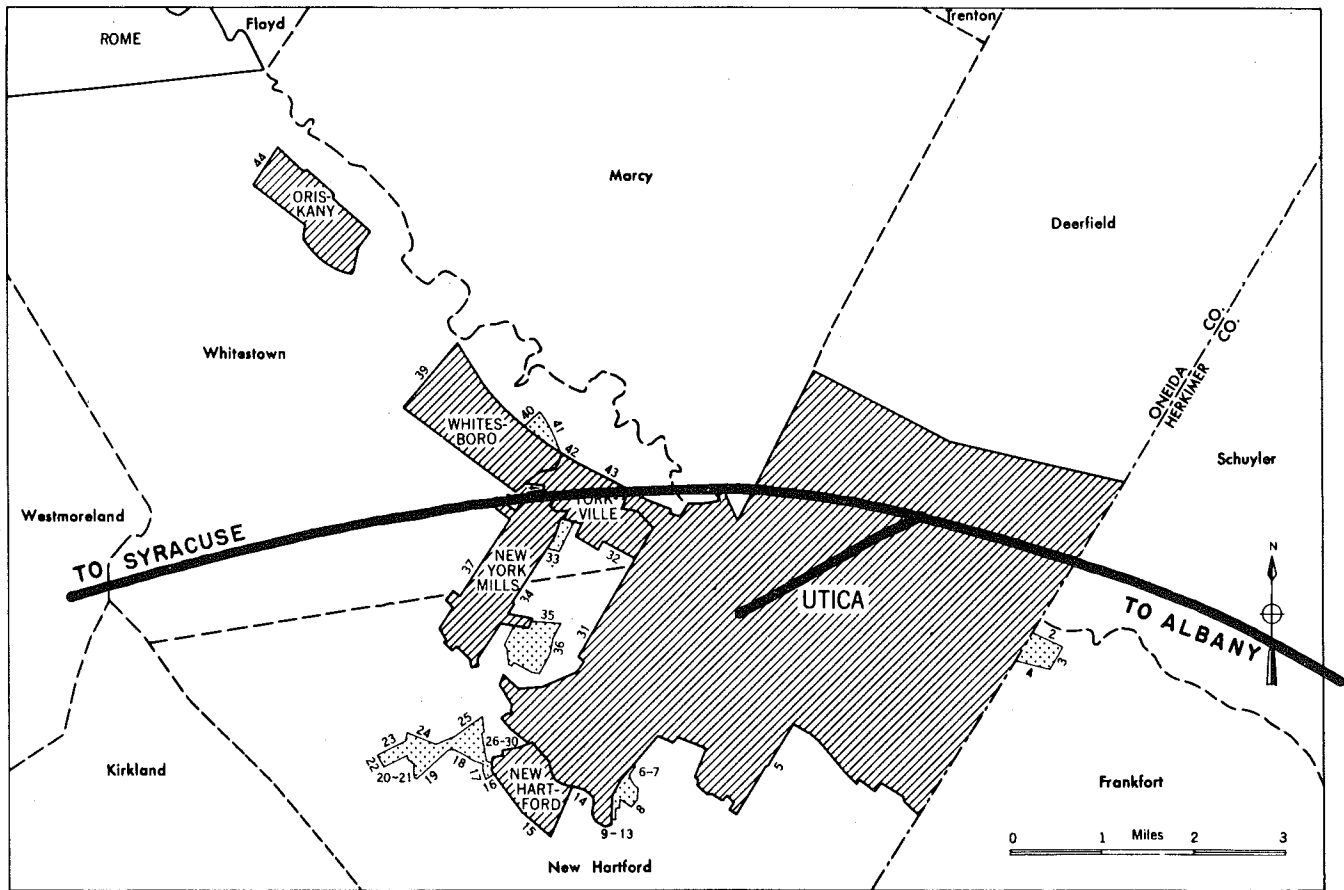 Floyd
Trenton
ROME
44
ORIS-
KANY
Marcy
Deerfield
CO.
CO.
ONEIDA
HERKIMER
Whitestown
39
WHITES-
BORO
40
41
42
43
Schuyler
Westmoreland
YORK-
VILLE
TO SYRACUSE
33
32
NEW
YORK
MILLS
37
34
N
UTICA
35
36
31
TO ALBANY
2
3
4
25
24
23
26-30
22
20-21
19
18
17
16
NEW
HART-
FORD
15
14
6-7
8
9-13
5
Kirkland
Frankfort
0 1 Miles 2 3
New Hartford